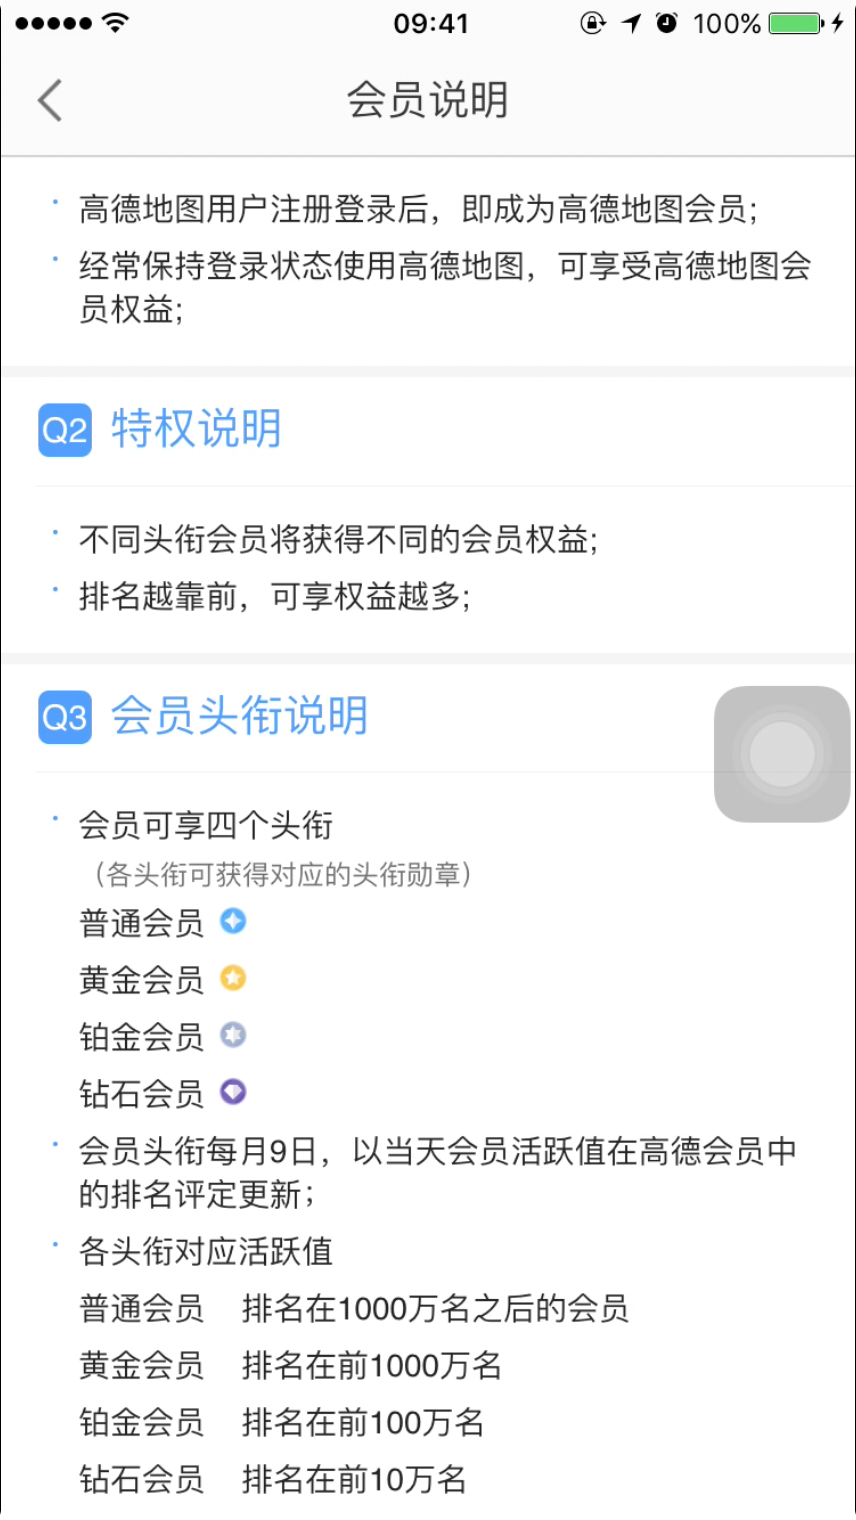 09:41
100%
会员说明
高德地图用户注册登录后，即成为高德地图会员;
经常保持登录状态使用高德地图，可享受高德地图会
员权益;
Q2 特权说明
不同头衔会员将获得不同的会员权益;
排名越靠前，可享权益越多;
Q3 会员头衔说明
会员可享四个头衔
（各头衔可获得对应的头衔勋章）
普通会员
黄金会员
铂金会员
钻石会员
会员头衔每月9日，以当天会员活跃值在高德会员中
的排名评定更新；
各头衔对应活跃值
普通会员 排名在1000万名之后的会员
黄金会员 排名在前1000万名
铂金会员 排名在前100万名
钻石会员 排名在前10万名